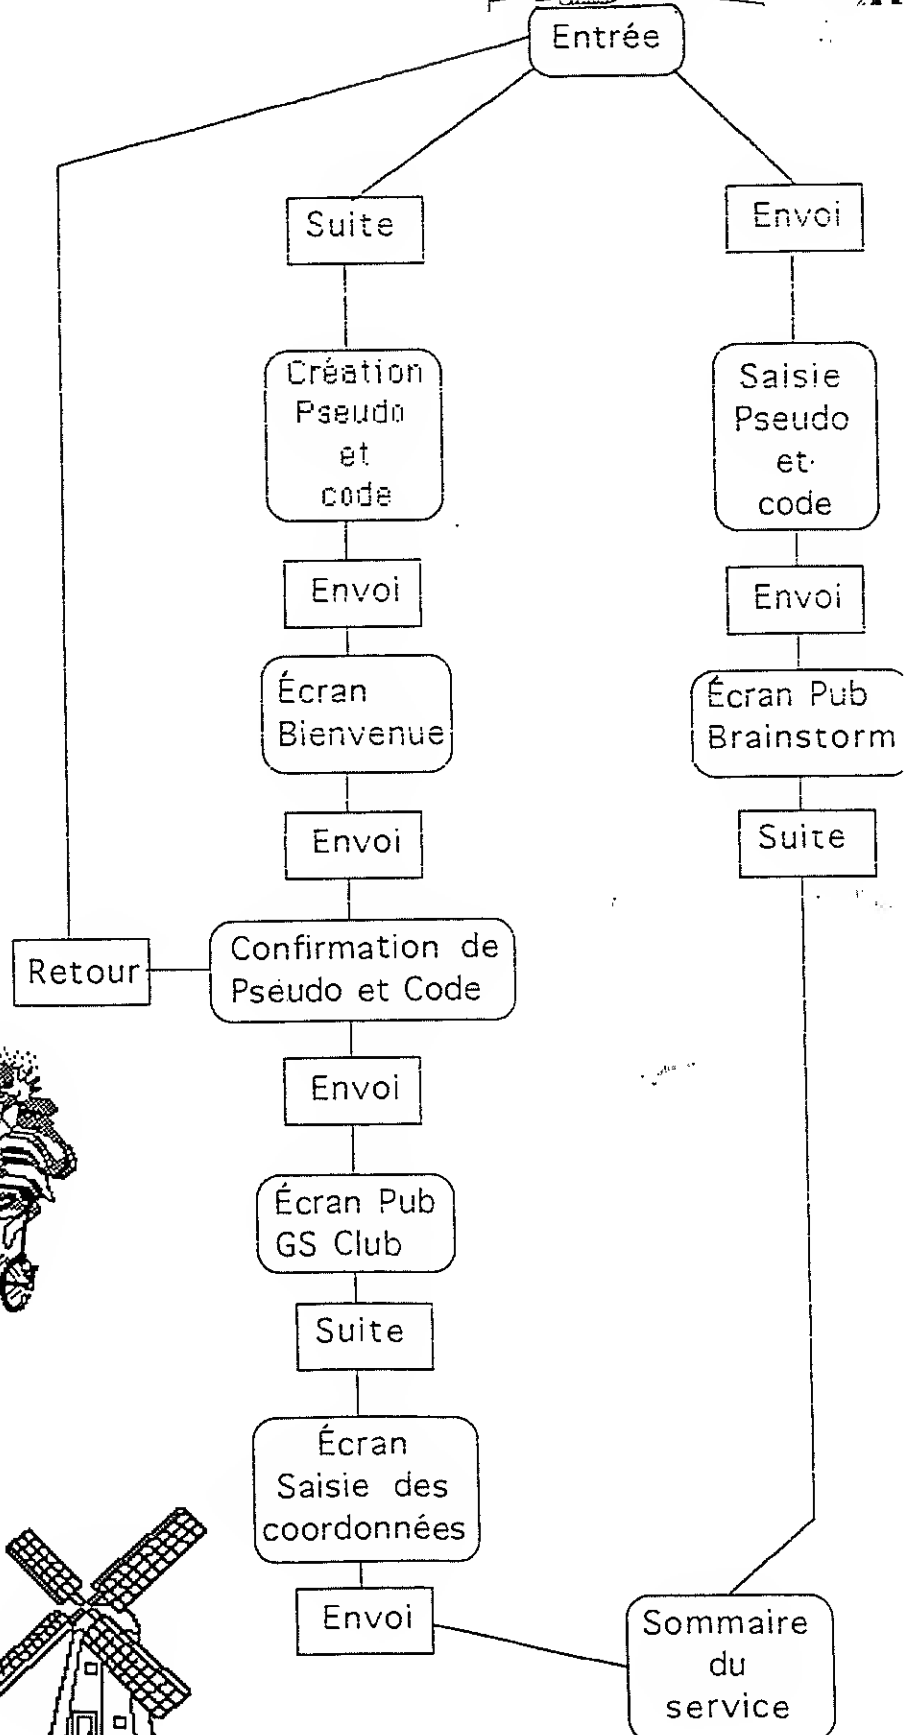 Entrée
Suite
Envoi
Création
Pseudo
et
code
Saisie
Pseudo
et
code
Envoi
Envoi
Écran
Bienvenue
Écran Pub
Brainstorm
Envoi
Suite
Confirmation de
Pseudo et Code
Retour
Envoi
Écran Pub
GS Club
Suite
Écran
Saisie des
coordonnées
Envoi
Sommaire
du
service